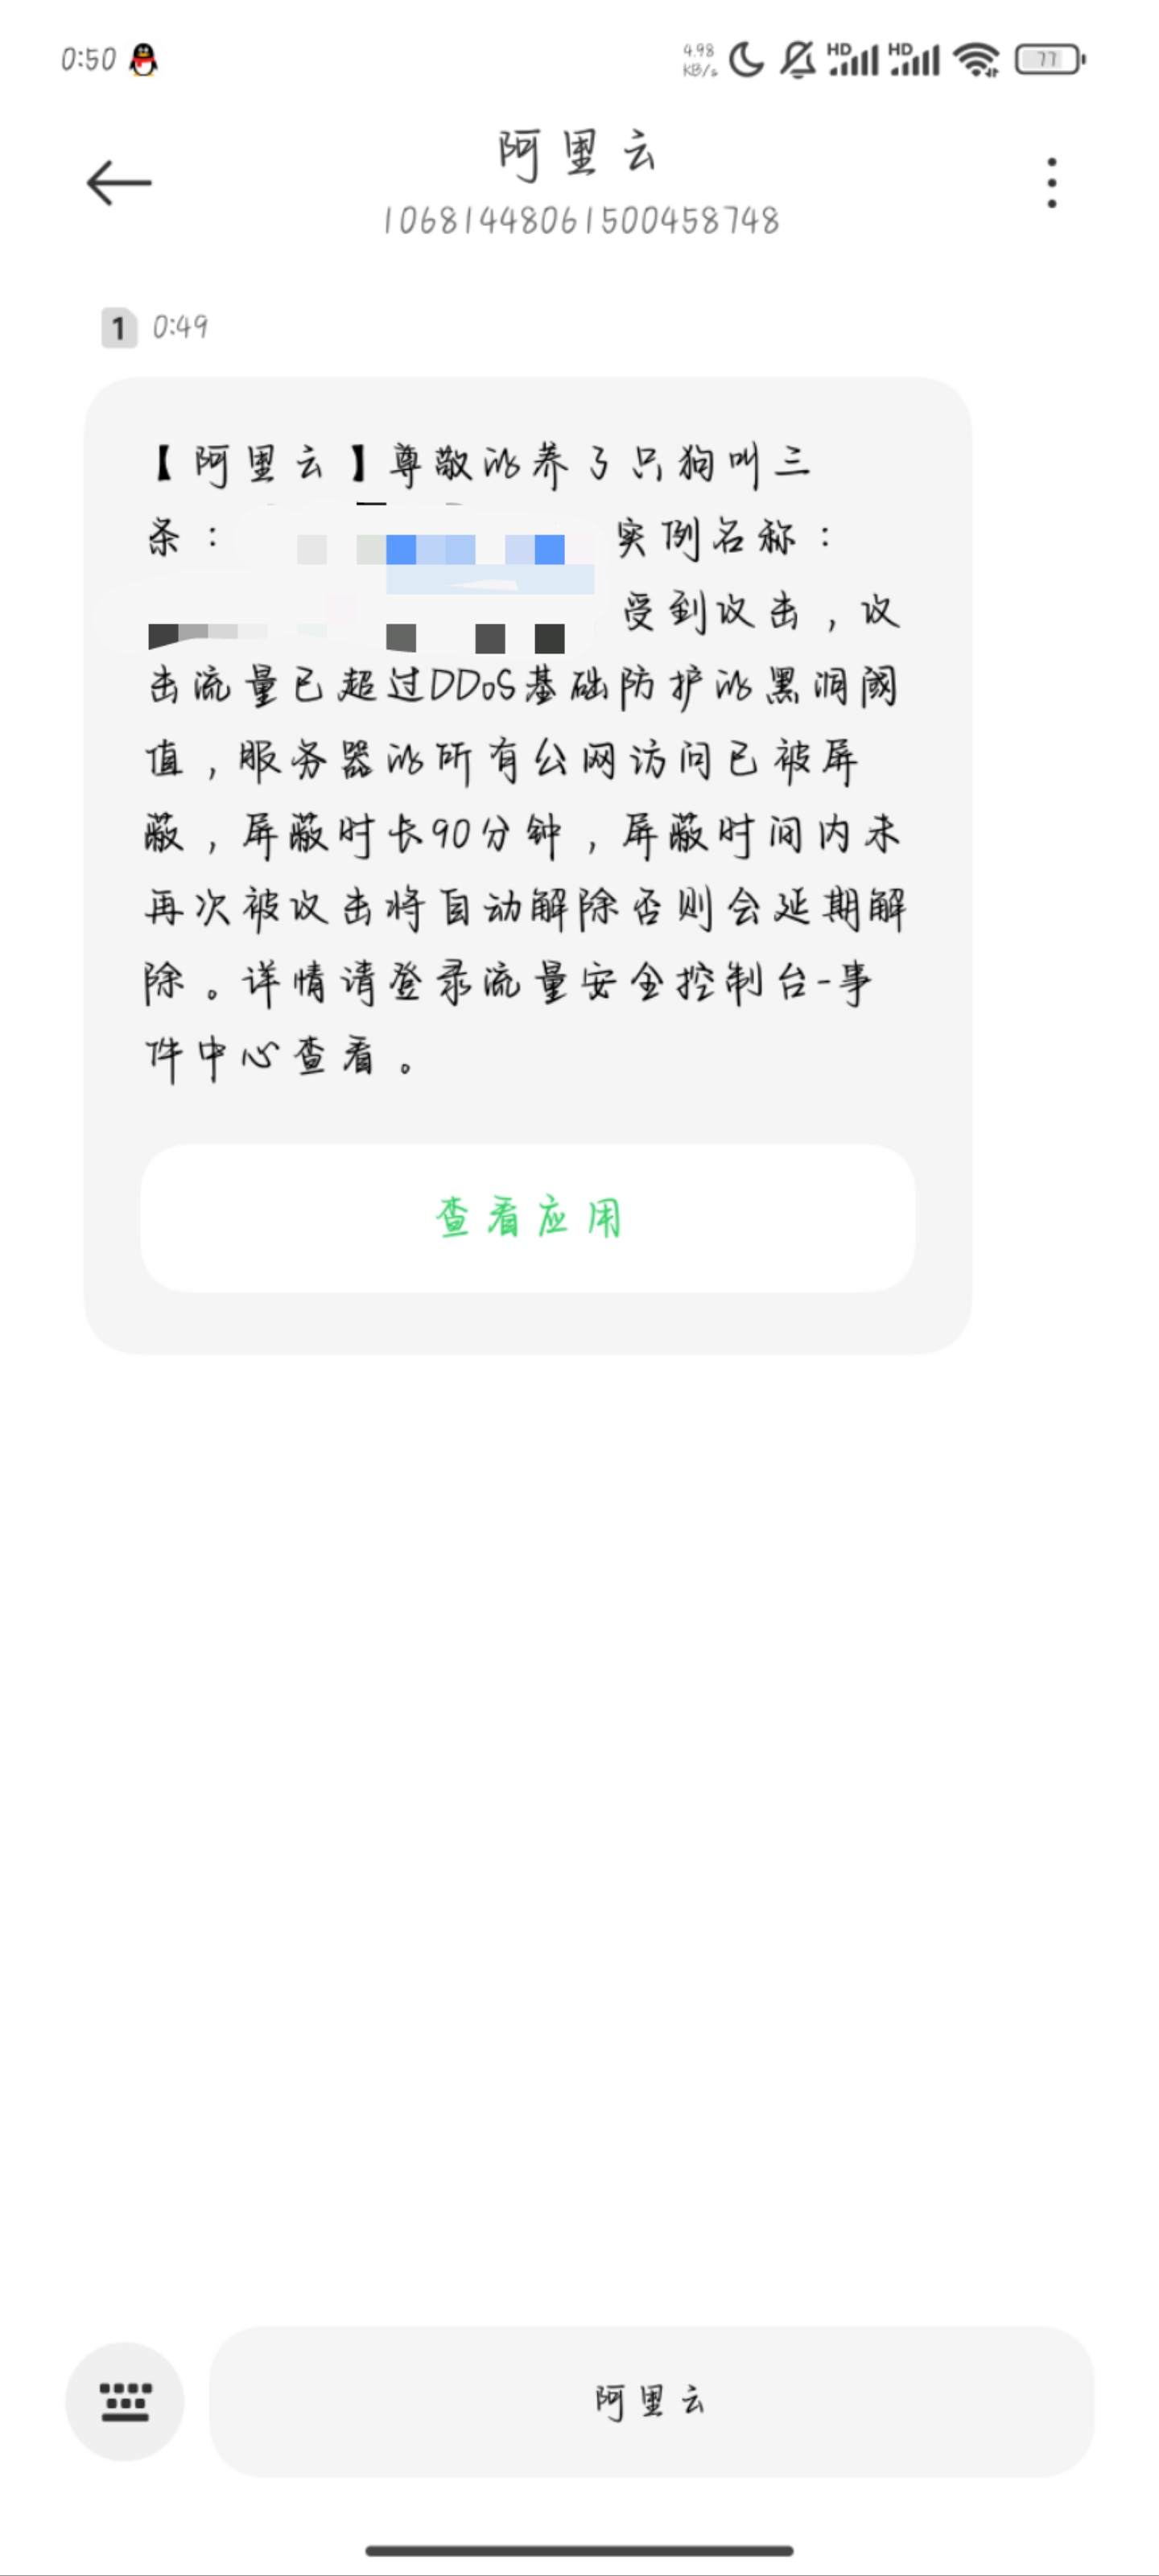 0:50
4.98
KB/s
HD
HD
77
阿里云
10681448061500458748
1 0:49
【阿里云】尊敬的养了只狗叫三
条：
实例名称：
受到攻击，攻
击流量已超过DDoS基础防护的黑洞阈
值，服务器的所有公网访问已被屏
蔽，屏蔽时长90分钟，屏蔽时间内未
再次被攻击将自动解除否则会延期解
除。详情请登录流量安全控制台-事
件中心查看。
查看应用
阿里云